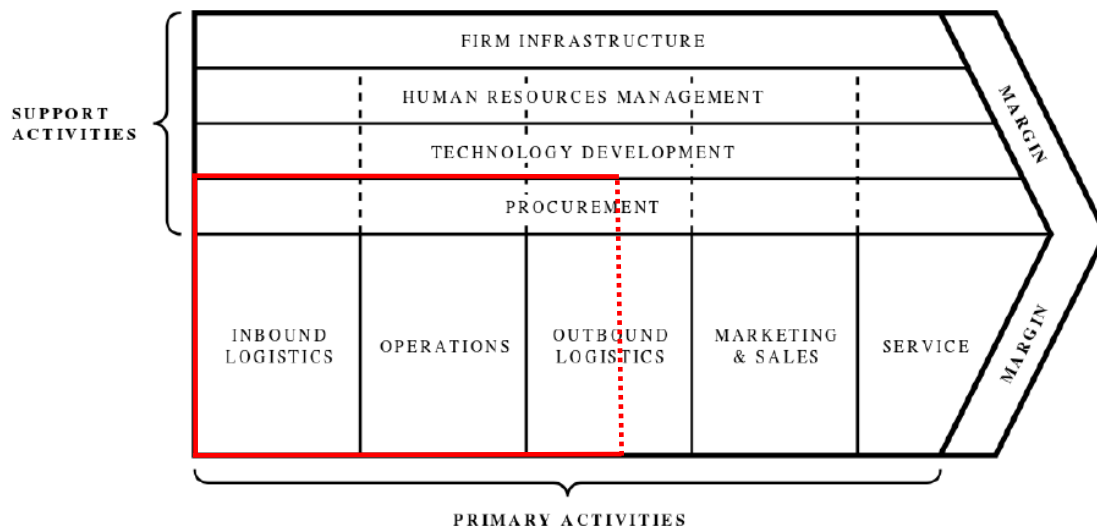 FIRM INFRASTRUCTURE
HUMAN RESOURCES MANAGEMENT
SUPPORT
ACTIVITIES
TECHNOLOGY DEVELOPMENT
PROCUREMENT
MARGIN
INBOUND
LOGISTICS
OPERATIONS
OUTBOUND
LOGISTICS
MARKETING
& SALES
SERVICE
MARGIN
PRIMARY ACTIVITIES